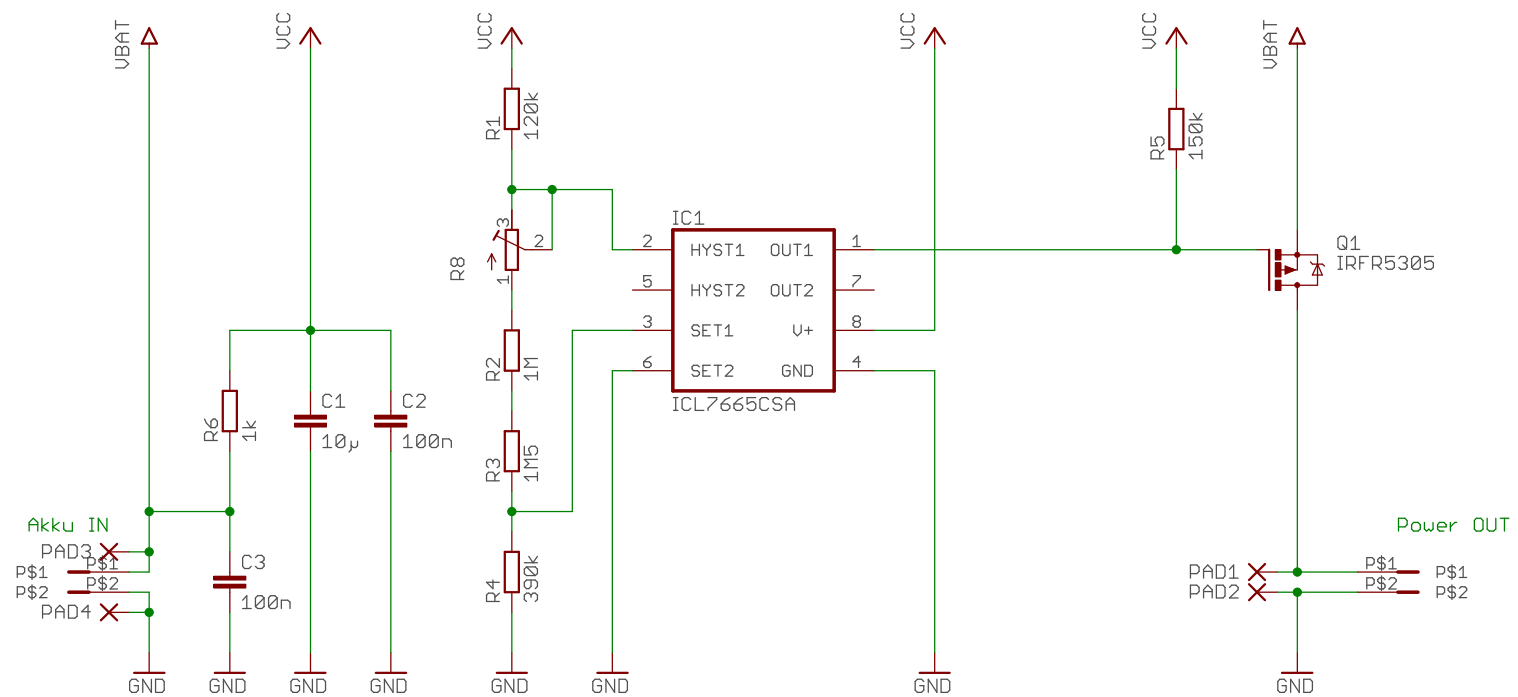 VBAT
VCC
VCC
VCC
VCC
VBAT
R1
120k
R5
150k
R8
3
2
1
IC1
2
HYST1
OUT1
1
5
HYST2
OUT2
7
3
SET1
V+
8
6
SET2
GND
4
ICL7665CSA
Q1
IRFR5305
R2
1M
R6
1k
C1
10µ
C2
100n
R3
1M5
Akku IN
PAD3
P$1
P$1
P$2
P$2
PAD4
C3
100n
R4
390k
Power OUT
PAD1
P$1
P$1
PAD2
P$2
P$2
GND
GND
GND
GND
GND
GND
GND
GND